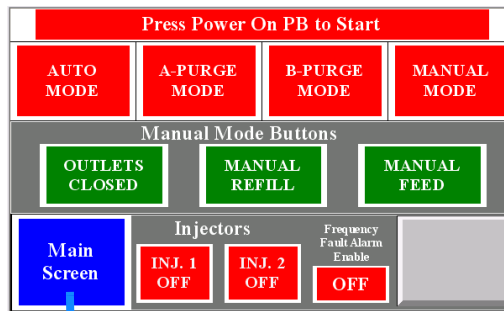 Press Power On PB to Start
AUTO
MODE
A-PURGE
MODE
B-PURGE
MODE
MANUAL
MODE
Manual Mode Buttons
OUTLETS
CLOSED
MANUAL
REFILL
MANUAL
FEED
Main
Screen
Injectors
INJ. 1
OFF
INJ. 2
OFF
Frequency
Fault Alarm
Enable
OFF